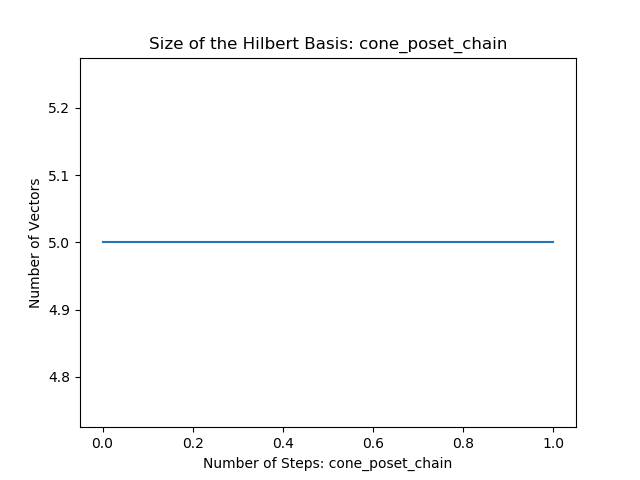 Size of the Hilbert Basis: cone_poset_chain
Number of Vectors
5.2
5.1
5.0
4.9
4.8
0.0 0.2 0.4 0.6 0.8 1.0
Number of Steps: cone_poset_chain